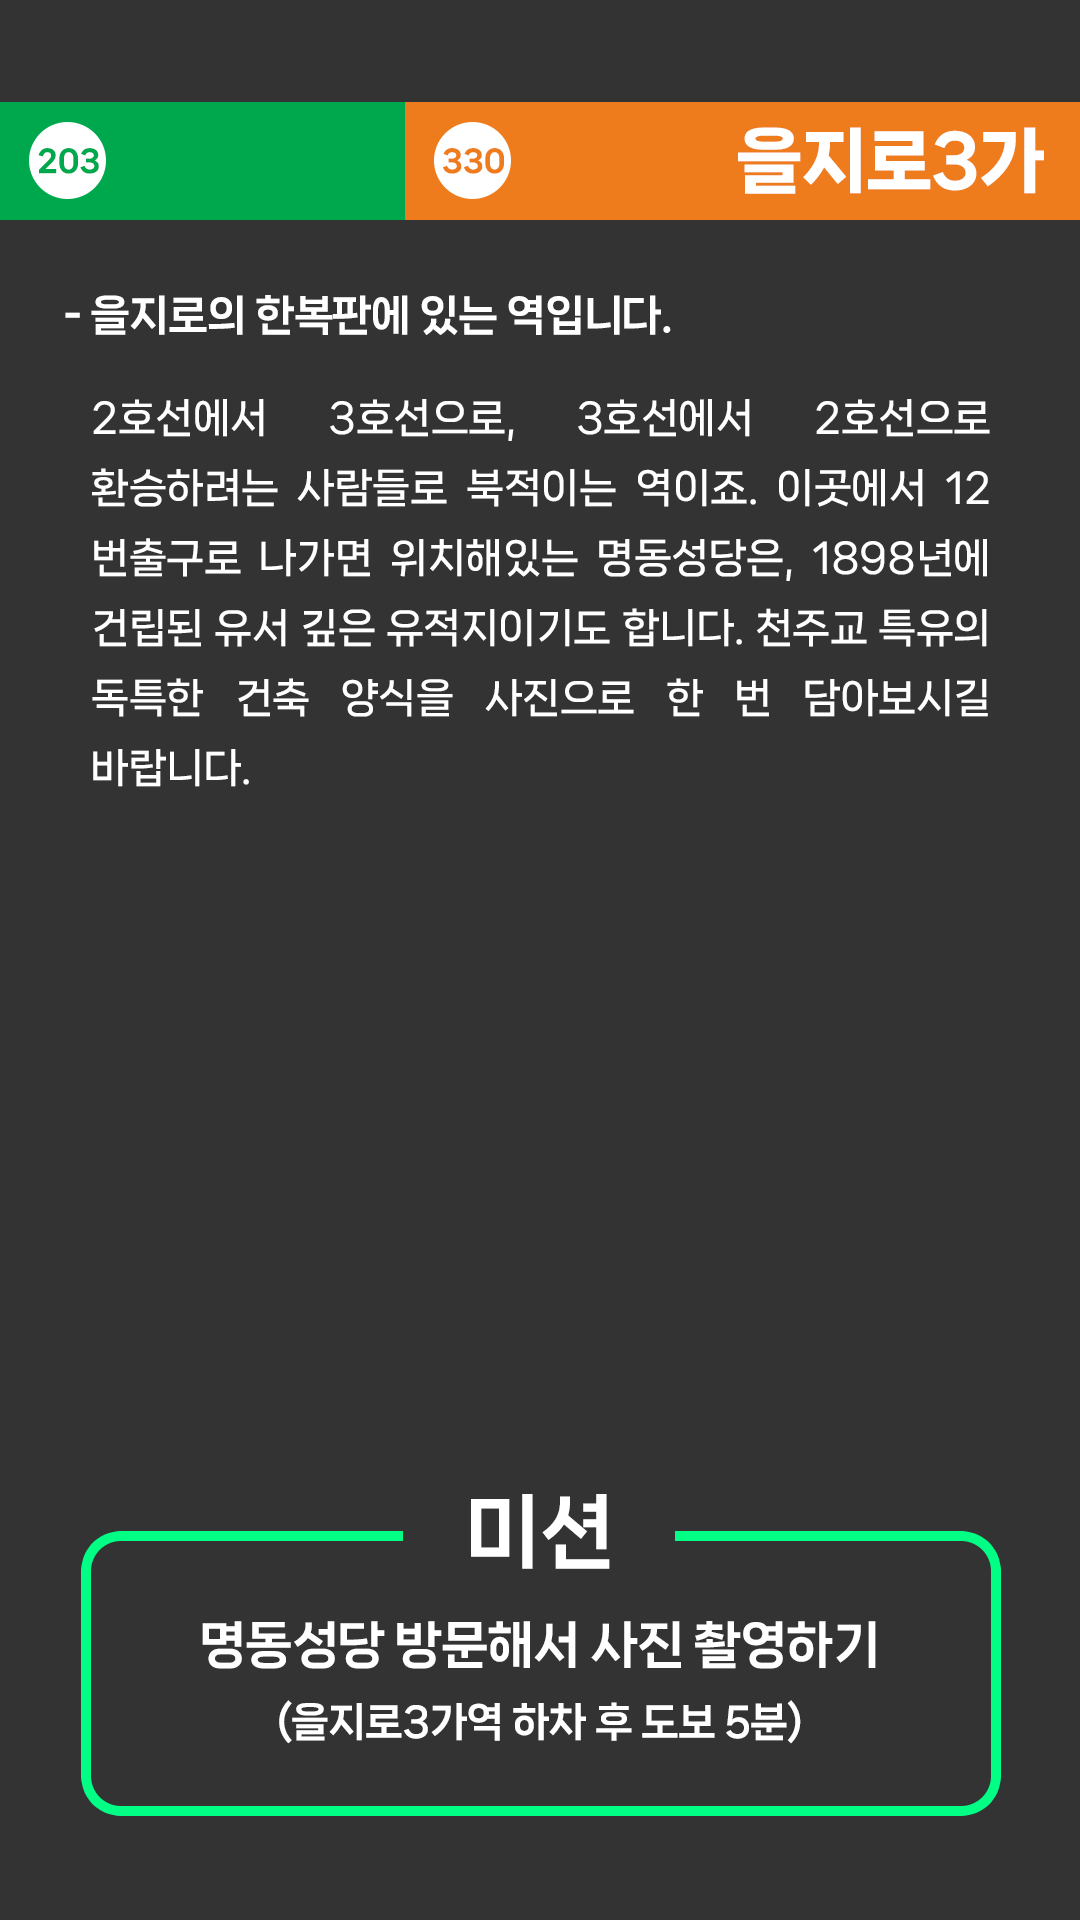 203 330 을지로3가
- 을지로의 한복판에 있는 역입니다.
2호선에서 3호선으로, 3호선에서 2호선으로
환승하려는 사람들로 북적이는 역이죠. 이곳에서 12
번출구로 나가면 위치해있는 명동성당은, 1898년에
건립된 유서 깊은 유적지이기도 합니다. 천주교 특유의
독특한 건축 양식을 사진으로 한 번 담아보시길
바랍니다.
미션
명동성당 방문해서 사진 촬영하기
(을지로3가역 하차 후 도보 5분)